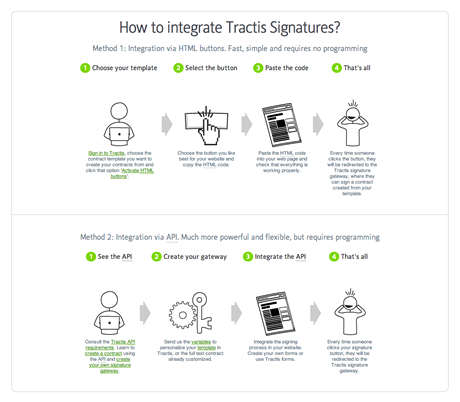 How to integrate Tractis Signatures?
Method 1: Integration via HTML buttons. Fast, simple and requires no programming
1 Choose your template
2 Select the button
3 Paste the code
4 That's all
Sign in to Tractis, choose the
contract template you want to
create your contracts from and
click that option 'Activate HTML
buttons'.
Choose the button you like
best for your website and
copy the HTML code.
Paste the HTML code
into your web page and
check that everything is
working properly.
Every time someone
clicks the button, they
will be redirected to the
Tractis signature
gateway, where they
can sign a contract
created from your
template.
Method 2: Integration via API. Much more powerful and flexible, but requires programming
1 See the API
2 Create your gateway
3 Integrate the API
4 That's all
Consult the Tractis API
requirements. Learn to
create a contract using
the API and create
your own signature
gateway.
Send us the variables to
personalize your template in
Tractis, or the full text contract
already customized.
Integrate the signing
process in your website.
Create your own forms or
use Tractis forms.
Every time someone
clicks your signature
button, they will be
redirected to the
Tractis signature
gateway.